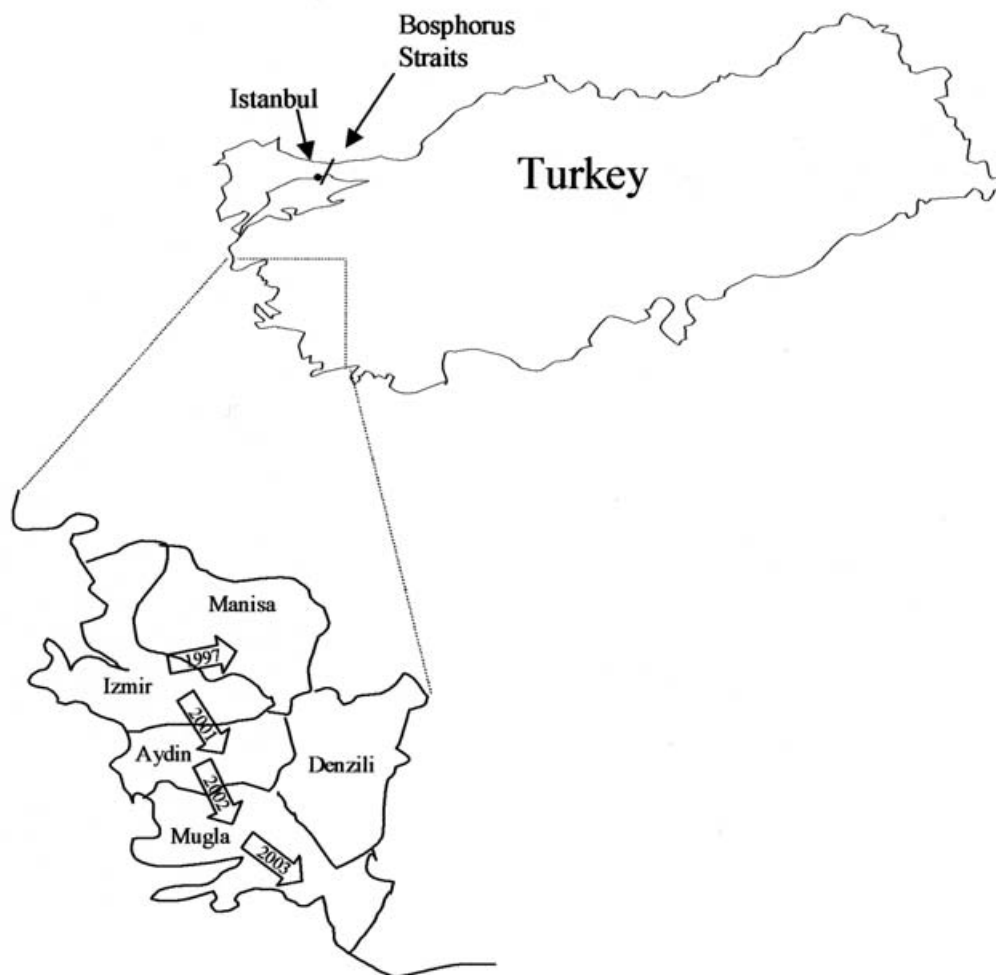 Bosphorus
Straits
Istanbul
Turkey
Manisa
1997
Izmir
2001
Aydin
Denzili
2002
Mugla
2003